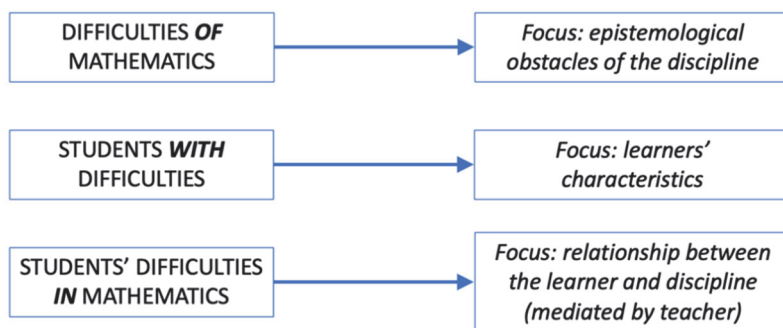 DIFFICULTIES OF
MATHEMATICS
Focus: epistemological
obstacles of the discipline
STUDENTS WITH
DIFFICULTIES
Focus: learners’
characteristics
STUDENTS’ DIFFICULTIES
IN MATHEMATICS
Focus: relationship between
the learner and discipline
(mediated by teacher)